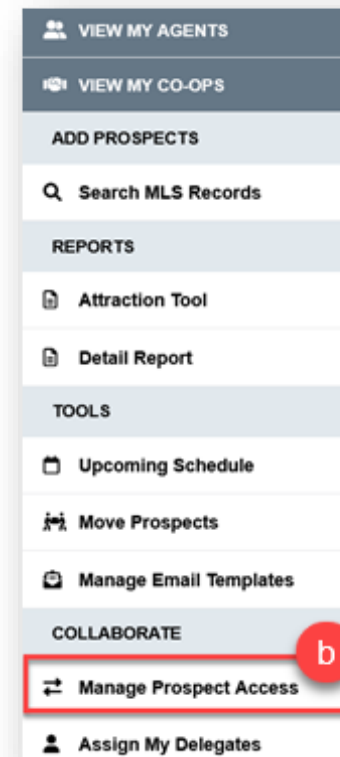 VIEW MY AGENTS
VIEW MY CO-OPS
ADD PROSPECTS
Search MLS Records
REPORTS
Attraction Tool
Detail Report
TOOLS
Upcoming Schedule
Move Prospects
Manage Email Templates
COLLABORATE
b
Manage Prospect Access
Assign My Delegates